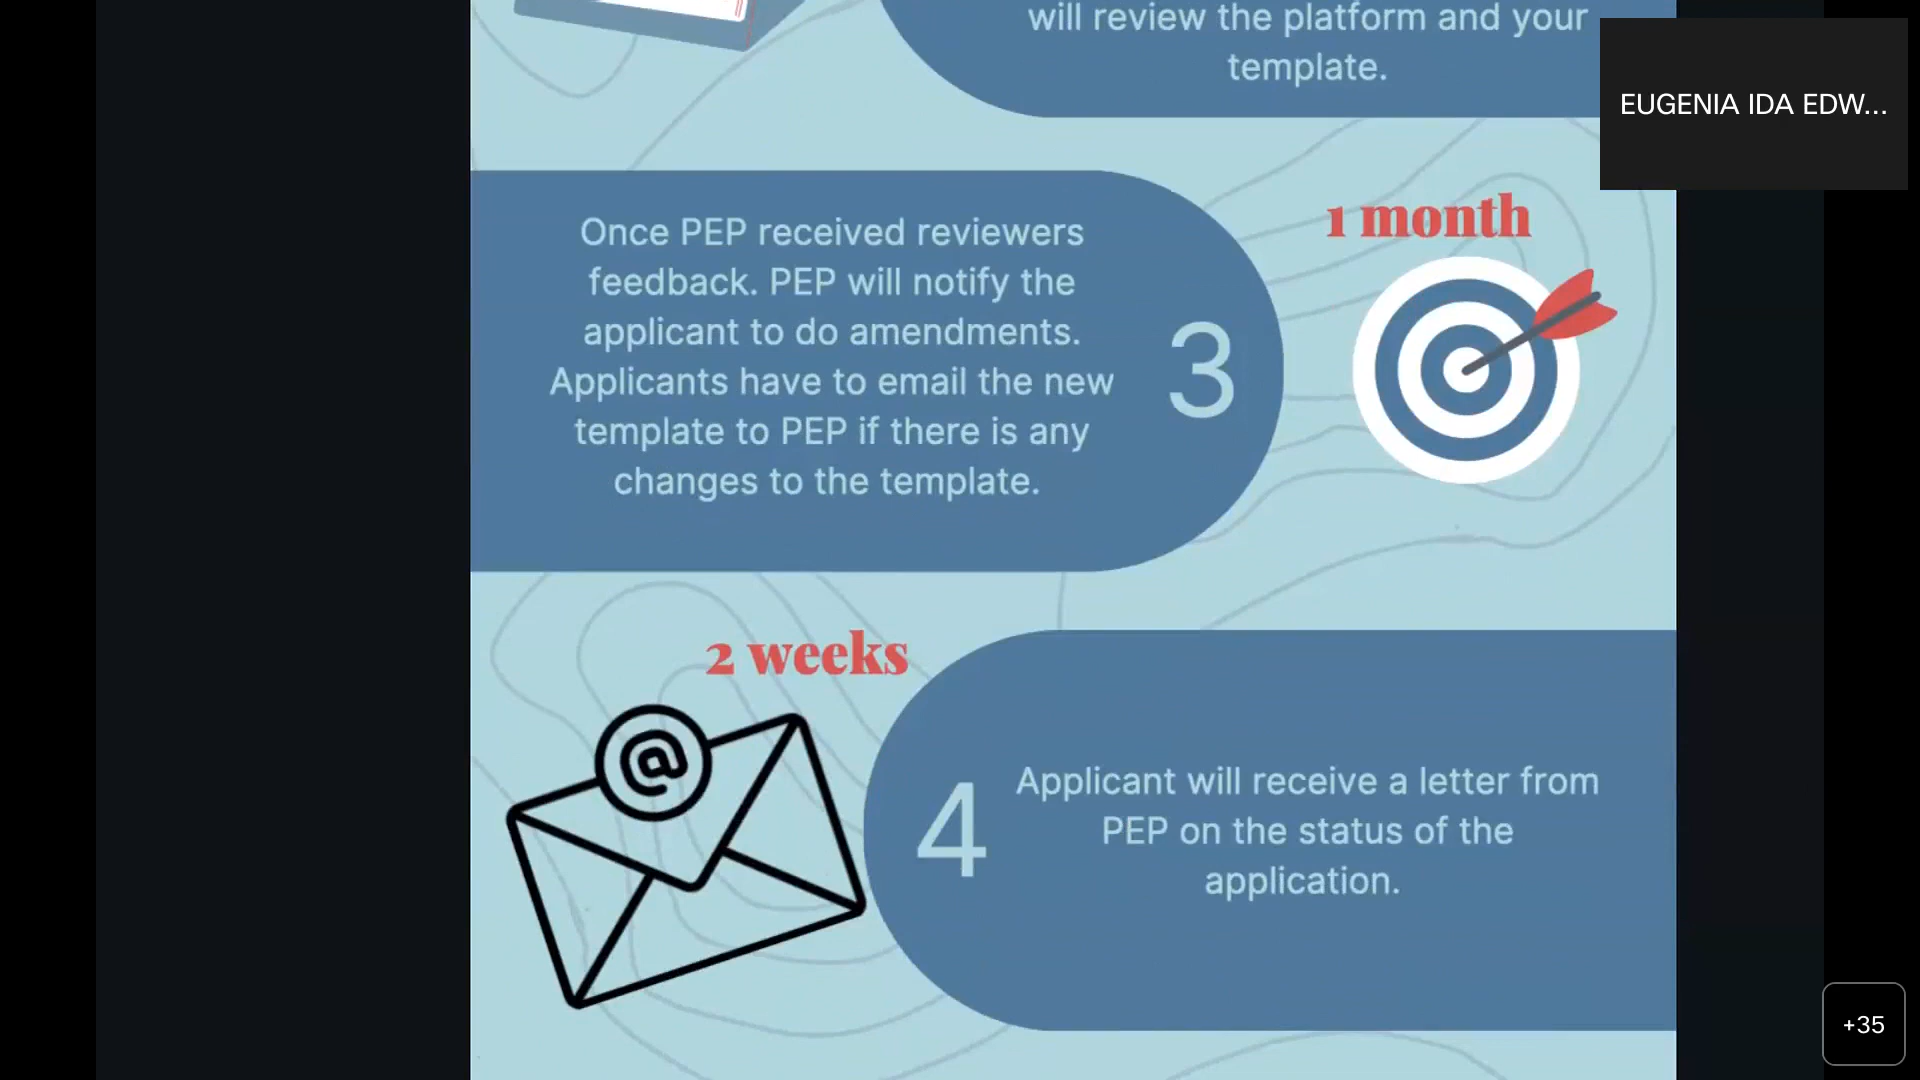 will review the platform and your
template.
EUGENIA IDA EDW...
1 month
Once PEP received reviewers
feedback. PEP will notify the
applicant to do amendments.
Applicants have to email the new
template to PEP if there is any
changes to the template.
3
2 weeks
@
4
Applicant will receive a letter from
PEP on the status of the
application.
+35